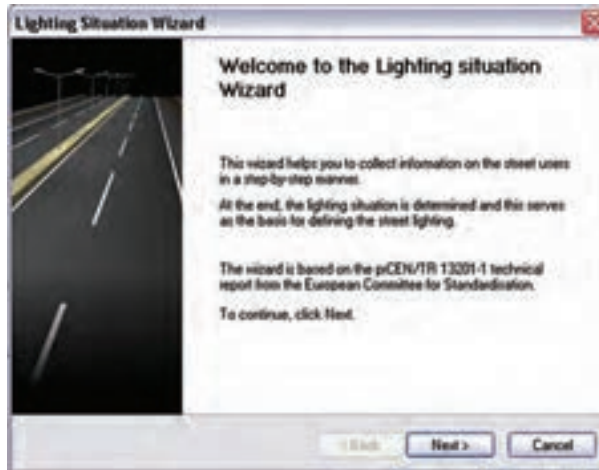 Lighting Situation Wizard
Welcome to the Lighting situation
Wizard
This wizard helps you to collect information on the street users
in a step-by-step manner.
At the end, the lighting situation is determined and this serves
as the basis for defining the street lighting.
The wizard is based on the prCEN/TR 13201-1 technical
report from the European Committee for Standardisation.
To continue, click Next.
< Back
Next >
Cancel